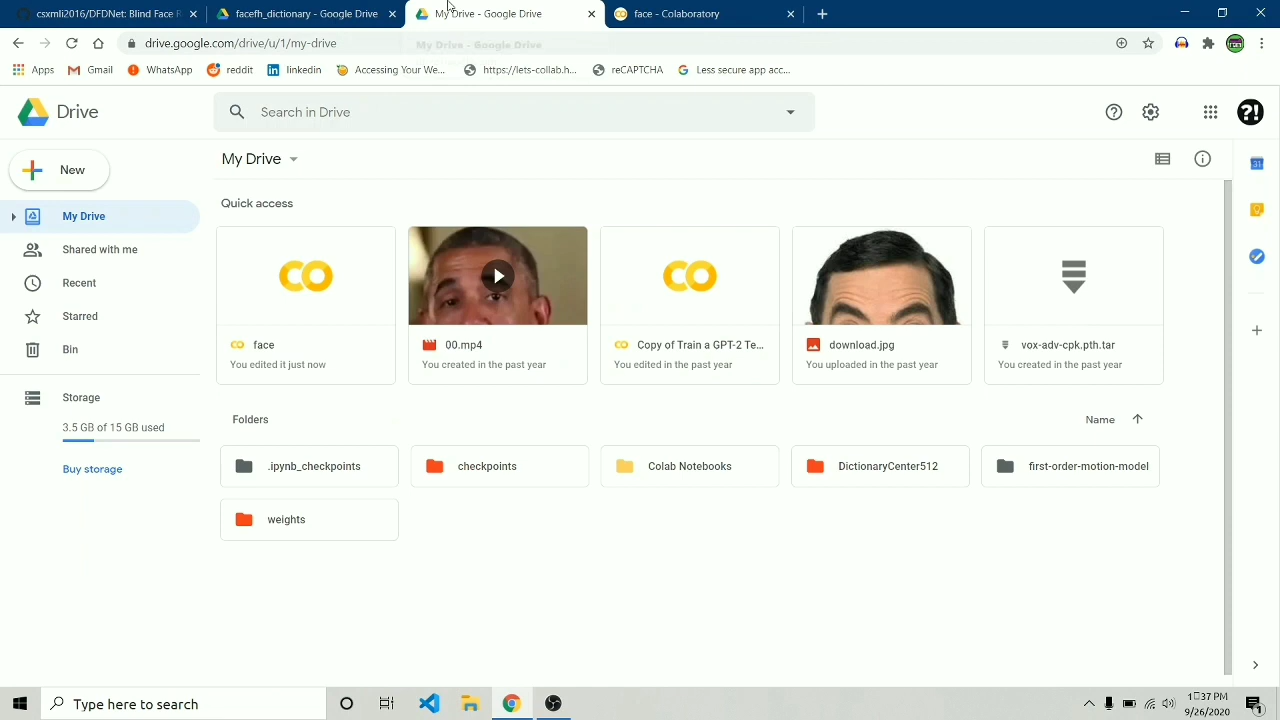 csxmli2016/DFDNet: Blind Face R
facefh_dictionary - Google Drive
My Drive - Google Drive
face - Colaboratory
drive.google.com/drive/u/1/my-drive
My Drive - Google Drive
Apps
Gmail
WhatsApp
reddit
linkedin
Accessing Your We...
https://lets-collab.h...
reCAPTCHA
Less secure app acc...
Drive
Search in Drive
?!
New
My Drive
31
My Drive
Shared with me
Recent
Starred
Bin
Storage
3.5 GB of 15 GB used
Buy storage
Quick access
face
You edited it just now
00.mp4
You created in the past year
Copy of Train a GPT-2 Te...
You edited in the past year
download.jpg
You uploaded in the past year
vox-adv-cpk.pth.tar
You created in the past year
Folders
Name
.ipynb_checkpoints
checkpoints
Colab Notebooks
DictionaryCenter512
first-order-motion-model
weights
Type here to search
1:37 PM
9/26/2020
1